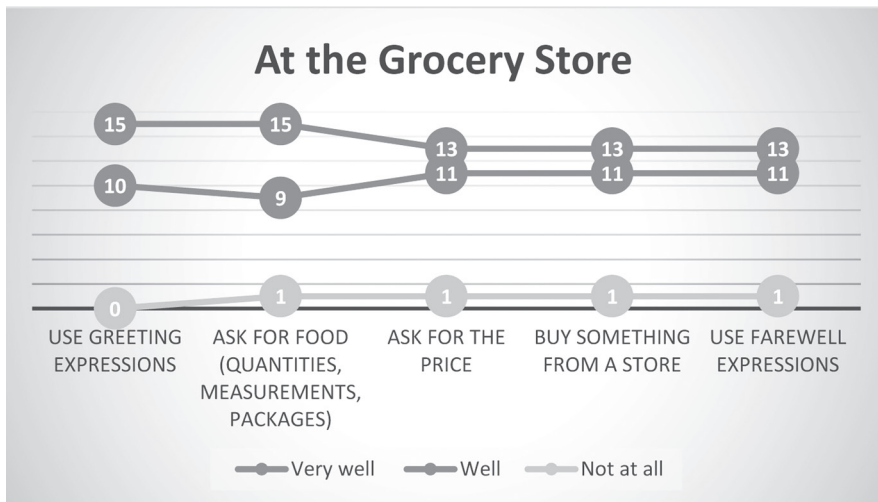 At the Grocery Store
15 15 13 13 13
10 9 11 11 11
0 1 1 1 1
USE GREETING EXPRESSIONS
ASK FOR FOOD (QUANTITIES, MEASUREMENTS, PACKAGES)
ASK FOR THE PRICE
BUY SOMETHING FROM A STORE
USE FAREWELL EXPRESSIONS
Very well Well Not at all